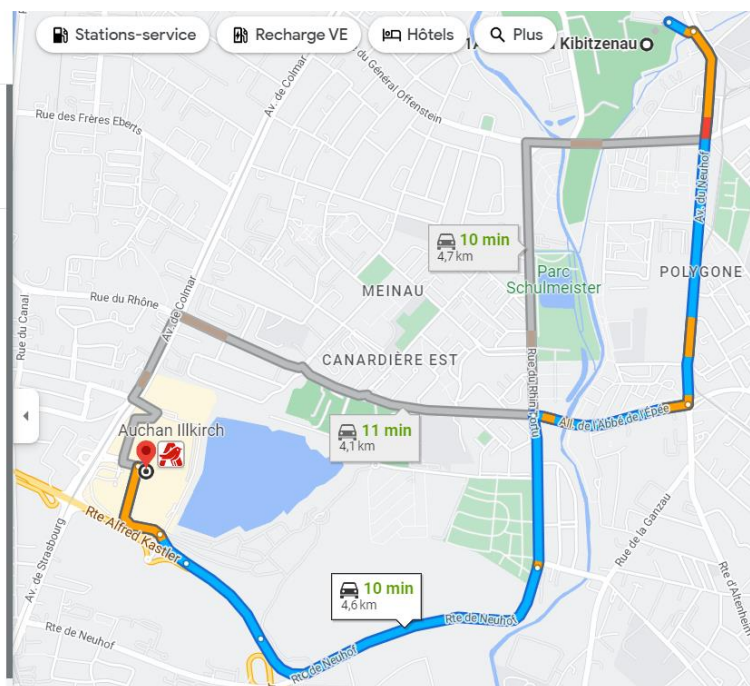 Stations-service
Recharge VE
Hôtels
Plus
Kibitzenau
du Général Offenstein
Av. de Colmar
Rue des Frères Eberts
Av. du Neuhof
10 min
4,7 km
Parc
Schulmeister
POLYGONE
MEINAU
Rue du Rhône
Av. de Colmar
Rue du Canal
CANARDIÈRE EST
Rue du Rhin Tortu
All. de l'Abbé de l'Épée
Auchan Illkirch
11 min
4,1 km
Rte Alfred Kastler
Av. de Strasbourg
Rue de la Ganzau
Rte d'Altenheim
10 min
4,6 km
Rte de Neuhof
Rte de Neuhof
Rte de Neuhof